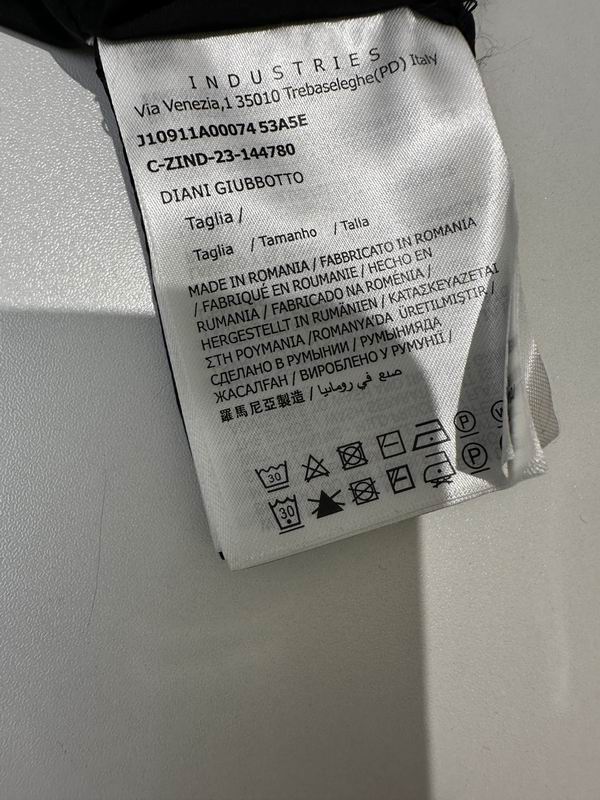 INDUSTRIES
Via Venezia,1 35010 Trebaseleghe(PD) Italy
J10911A00074 53A5E
C-ZIND-23-144780
DIANI GIUBBOTTO
Taglia /
Taglia / Tamanho / Talla
MADE IN ROMANIA / FABBRICATO IN ROMANIA
/ FABRIQUÉ EN ROUMANIE / HECHO EN
RUMANIA / FABRICADO NA ROMÉNIA /
HERGESTELLT IN RUMÄNIEN / ΚΑΤΑΣΚΕΥΑΖΕΤΑΙ
ΣΤΗ ΡΟΥΜΑΝΙΑ /ROMANYA'DA ÜRETILMIŞTIR /
СДЕЛАНО В РУМЫНИИ / РУМЫНИЯДА
ЖАСАЛҒАН / ВИРОБЛЕНО У РУМУНІЇ /
羅馬尼亞製造 / صنع في رومانيا
30 P W
30 P